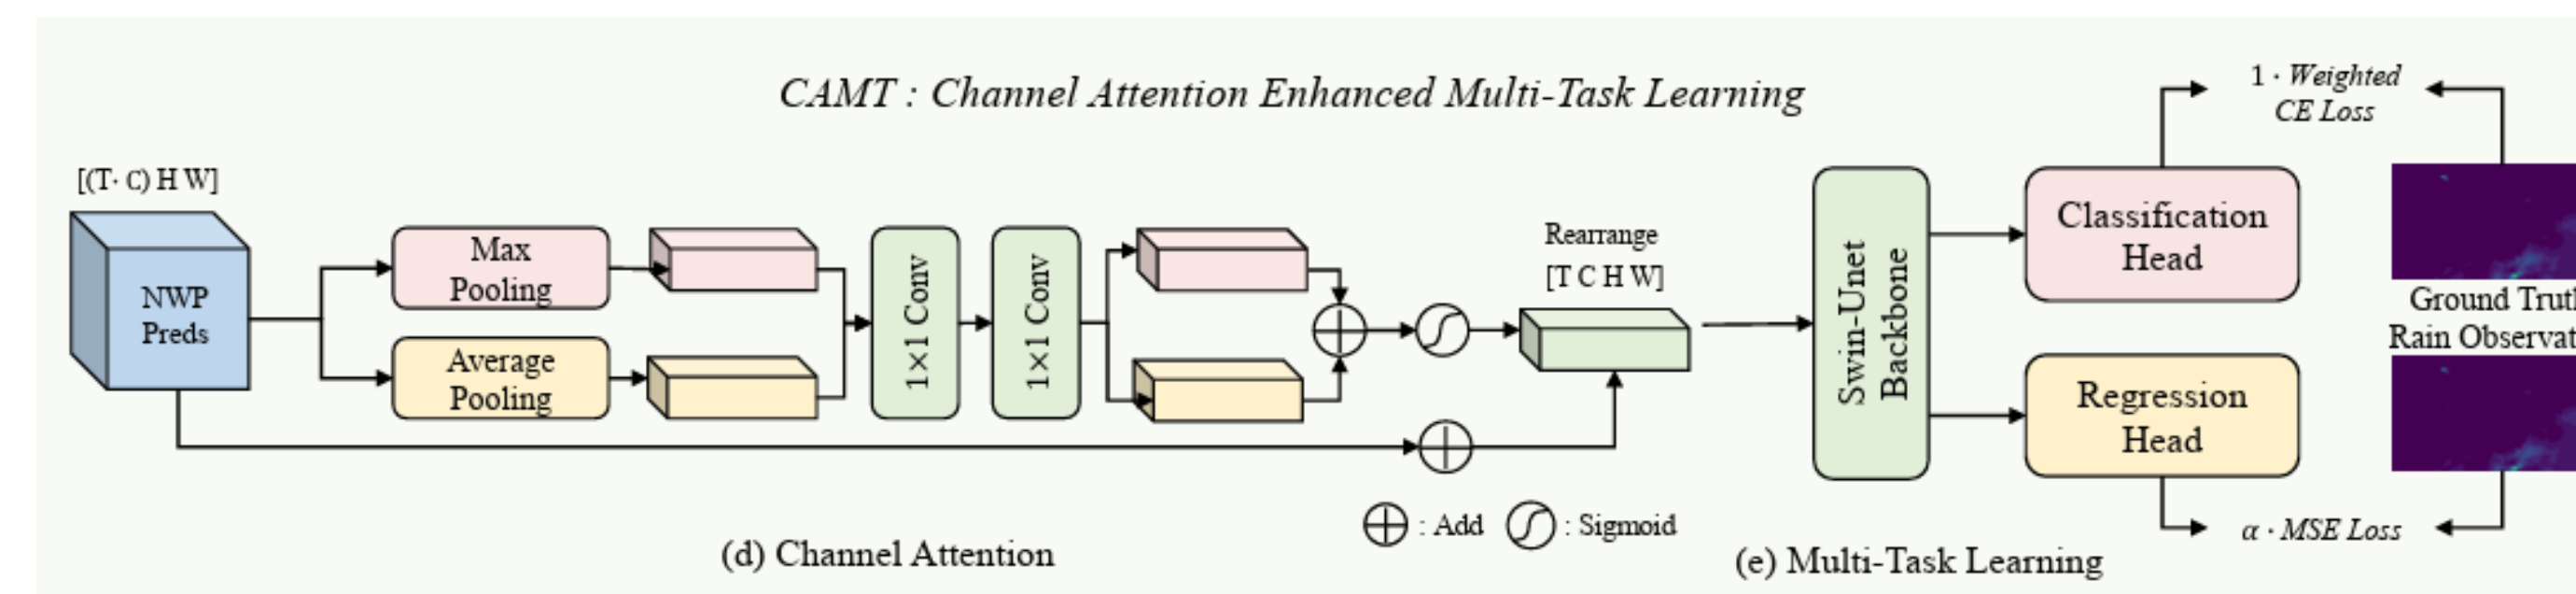 CAMT : Channel Attention Enhanced Multi-Task Learning
[(T· C) H W]
NWP
Preds
Max
Pooling
Average
Pooling
1×1 Conv
1×1 Conv
Rearrange
[T C H W]
: Add
: Sigmoid
(d) Channel Attention
Swin-Unet
Backbone
Classification
Head
Regression
Head
1 · Weighted
CE Loss
Ground
Rain
α · MSE Loss
(e) Multi-Task Learning